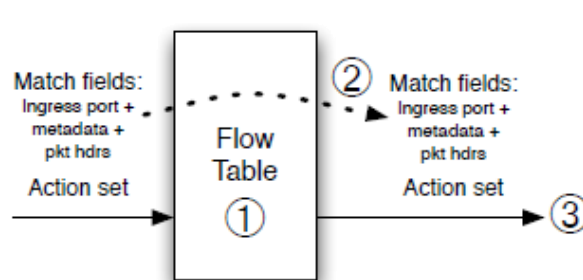 Match fields:
Ingress port +
metadata +
pkt hdrs
Action set
Flow
Table
①
②
Match fields:
Ingress port +
metadata +
pkt hdrs
Action set
③